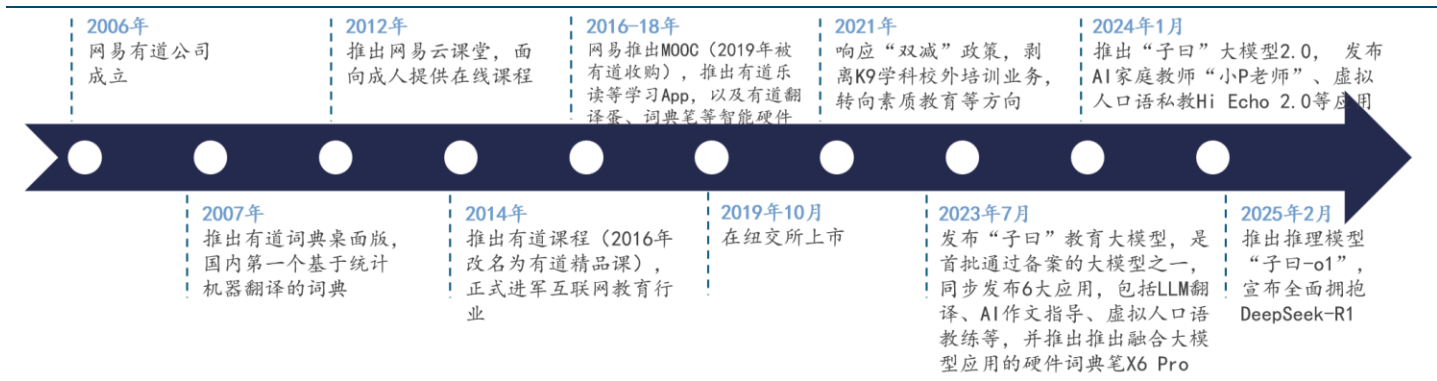 2006年
网易有道公司
成立
2012年
推出网易云课堂，面
向成人提供在线课程
2016-18年
网易推出MOOC（2019年被
有道收购），推出有道乐
读等学习App，以及有道翻
译蛋、词典笔等智能硬件
2021年
响应“双减”政策，剥
离K9学科校外培训业务，
转向素质教育等方向
2024年1月
推出“子曰”大模型2.0， 发布
AI家庭教师“小P老师”、虚拟
人口语私教Hi Echo 2.0等应用
2007年
推出有道词典桌面版，
国内第一个基于统计
机器翻译的词典
2014年
推出有道课程（2016年
改名为有道精品课），
正式进军互联网教育行
业
2019年10月
在纽交所上市
2023年7月
发布“子曰”教育大模型，是
首批通过备案的大模型之一，
同步发布6大应用，包括LLM翻
译、AI作文指导、虚拟人口语
教练等，并推出推出融合大模
型应用的硬件词典笔X6 Pro
2025年2月
推出推理模型
“子曰-o1”，
宣布全面拥抱
DeepSeek-R1